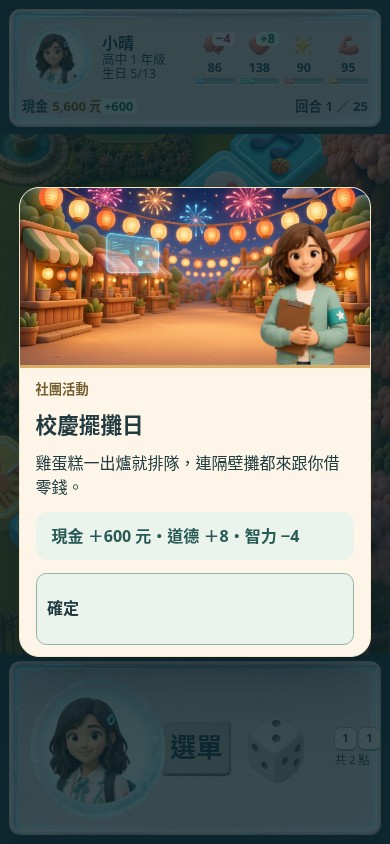 小晴
高中 1 年級
生日 5/13
−4
+8
86
138
90
95
現金 5,600 元 +600
回合 1 ／ 25
社團活動
校慶擺攤日
雞蛋糕一出爐就排隊，連隔壁攤都來跟你借
零錢。
現金 ＋600 元・道德 ＋8・智力 −4
確定
選單
1 1
共 2 點